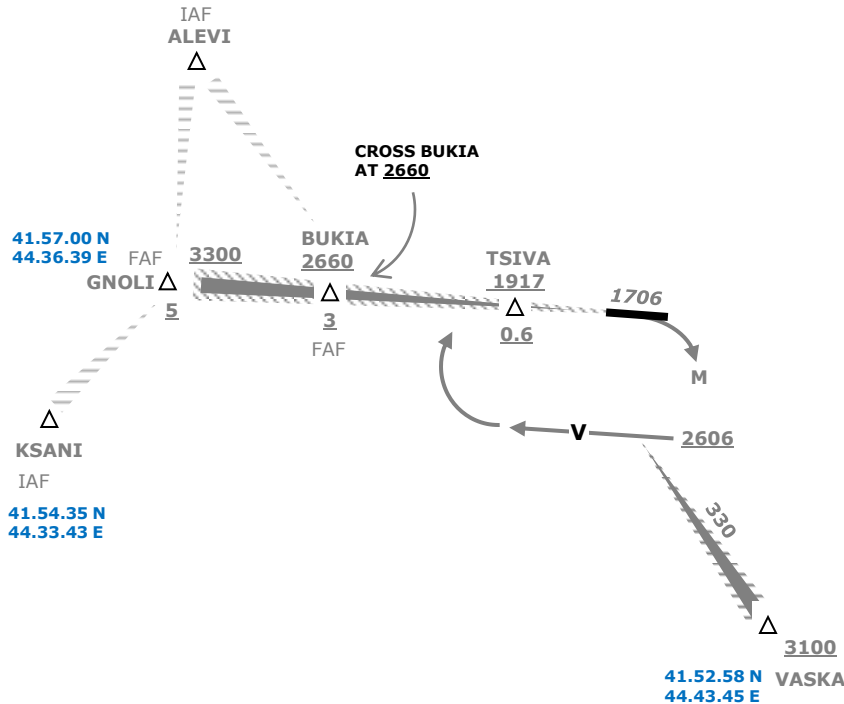 IAF
ALEVI
CROSS BUKIA
AT 2660
41.57.00 N
44.36.39 E
FAF
GNOLI
3300
5
BUKIA
2660
3
FAF
TSIVA
1917
0.6
1706
M
KSANI
IAF
41.54.35 N
44.33.43 E
V
2606
330
3100
VASKA
41.52.58 N
44.43.45 E